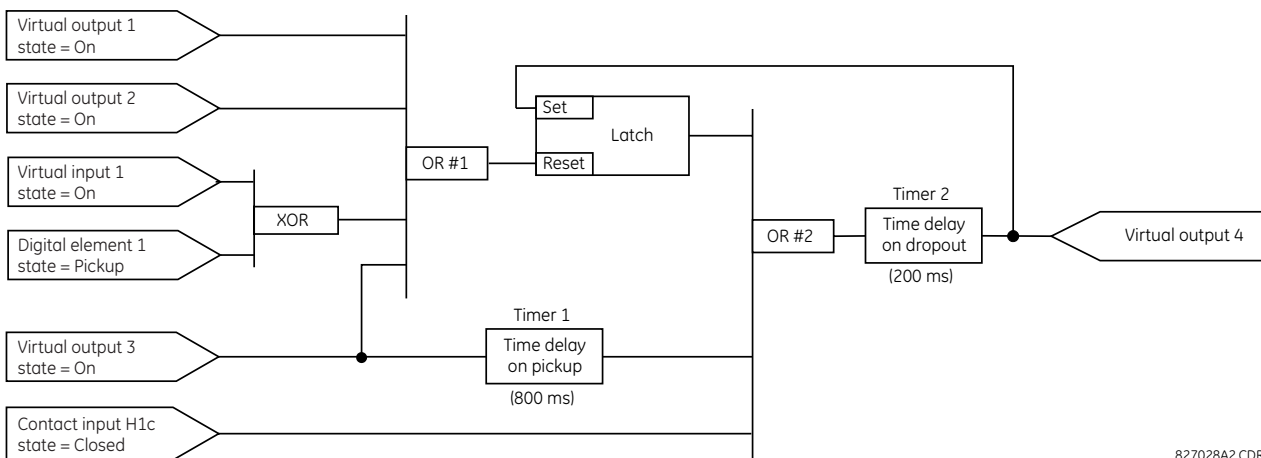 Virtual output 1
state = On
Virtual output 2
state = On
Virtual input 1
state = On
Digital element 1
state = Pickup
XOR
OR #1
Set
Latch
Reset
Virtual output 3
state = On
Timer 1
Time delay
on pickup
(800 ms)
Contact input H1c
state = Closed
OR #2
Timer 2
Time delay
on dropout
(200 ms)
Virtual output 4
827028A2.CDR